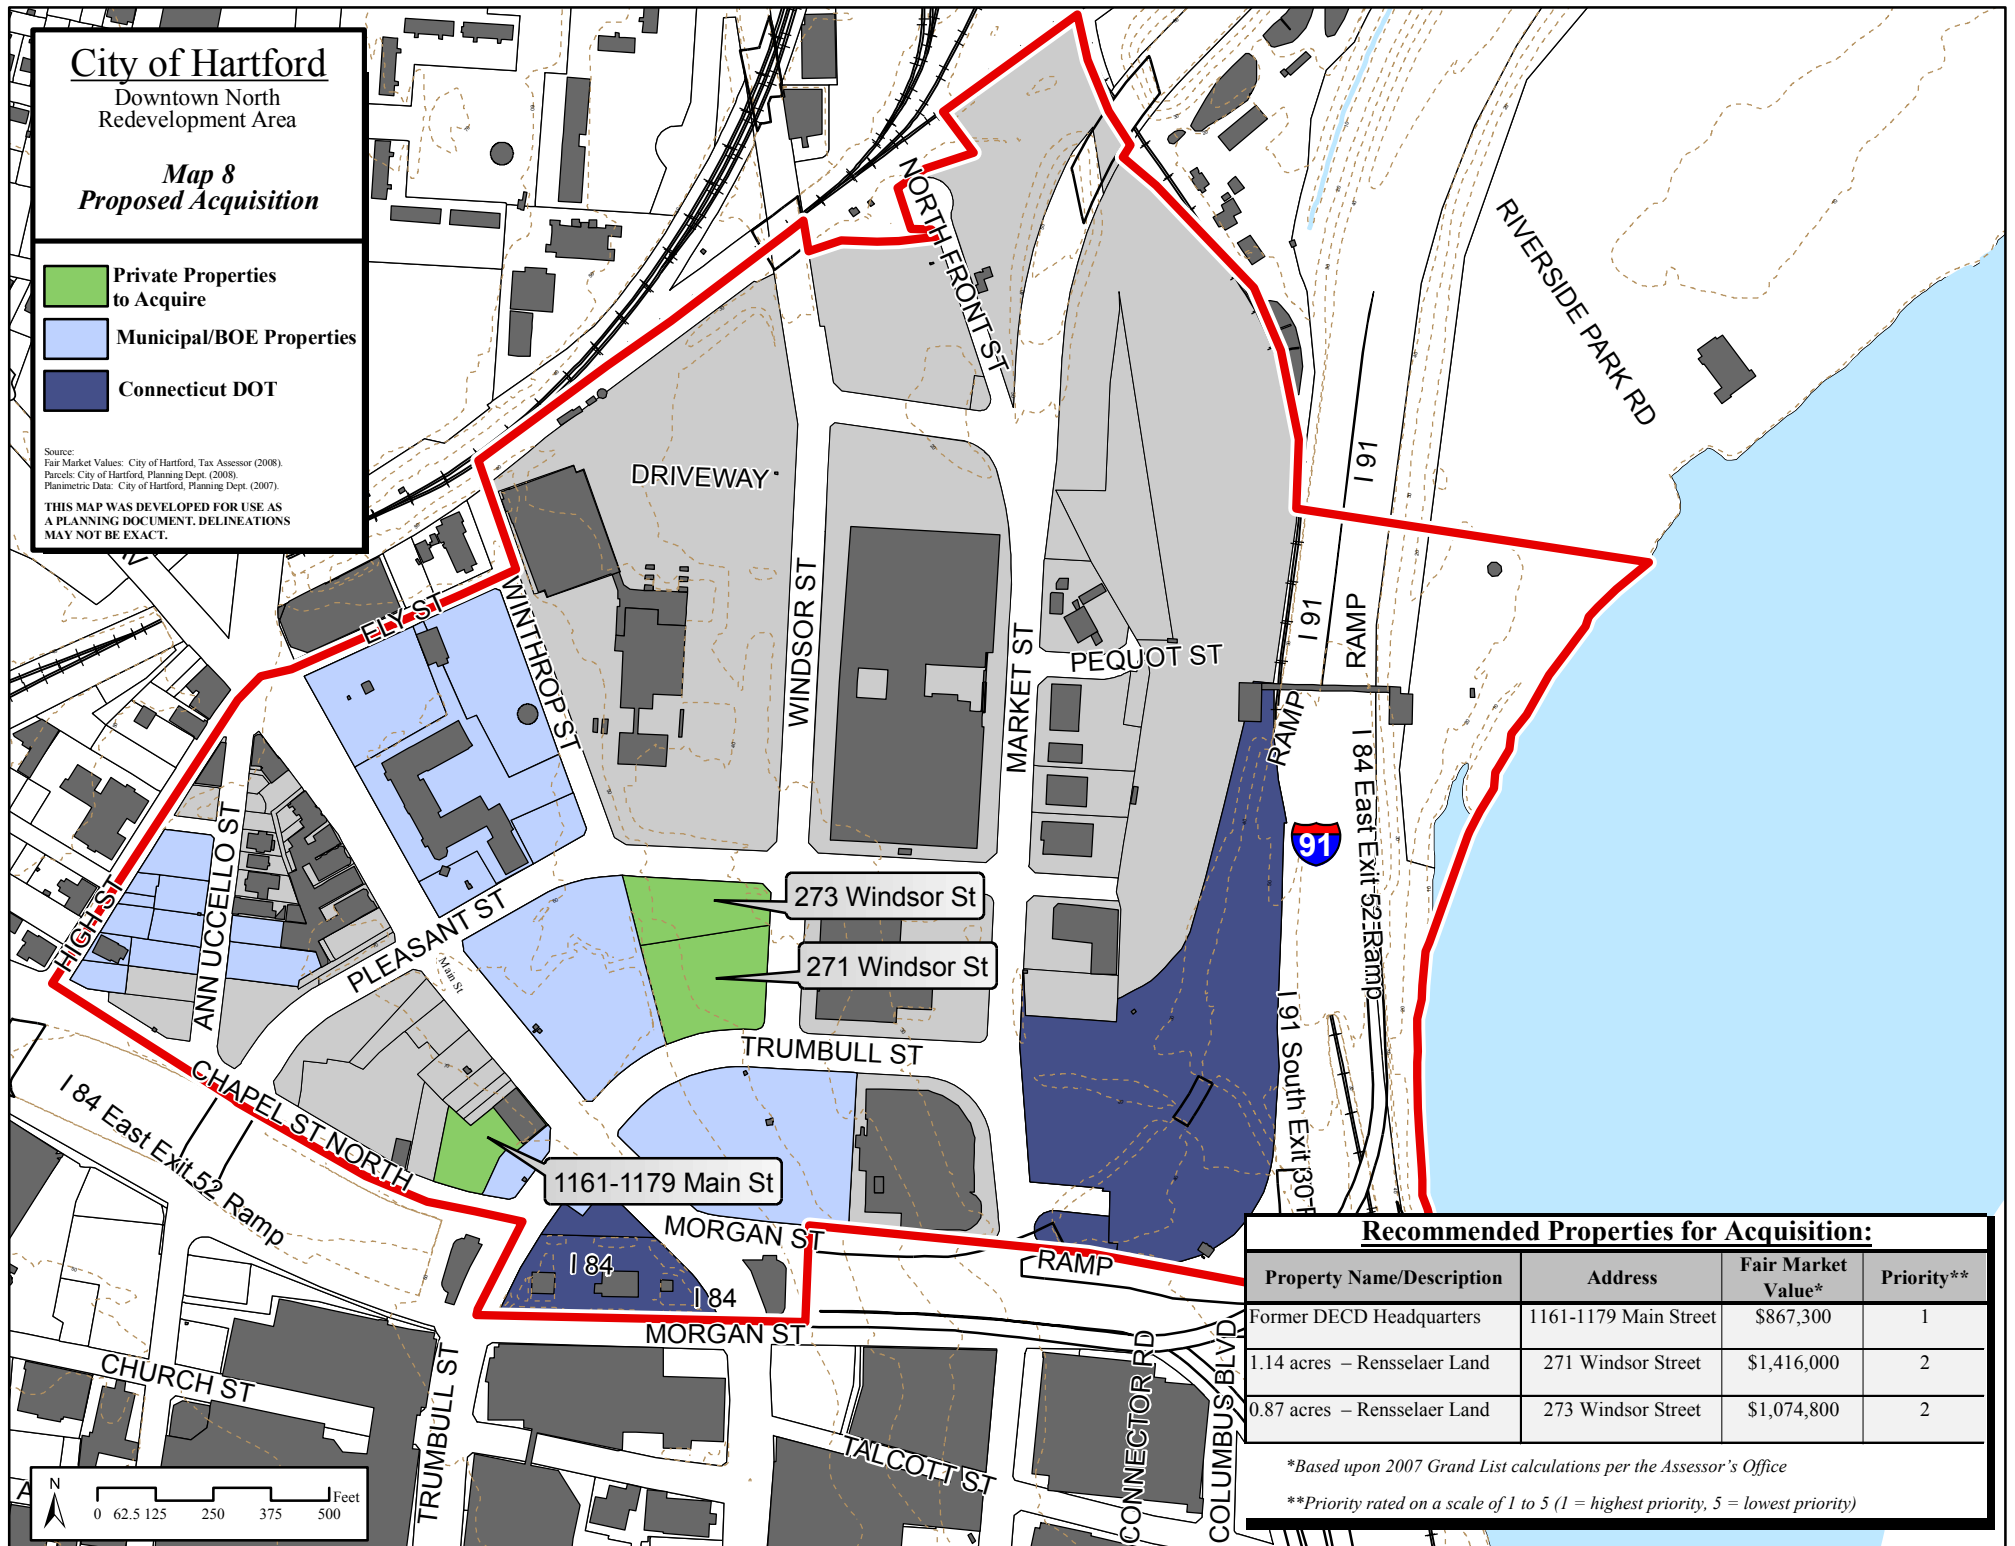 City of Hartford
Downtown North
Redevelopment Area
Map 8
Proposed Acquisition
Private Properties
to Acquire
Municipal/BOE Properties
Connecticut DOT
Source:
Fair Market Values: City of Hartford, Tax Assessor (2008).
Parcels: City of Hartford, Planning Dept. (2008).
Planimetric Data: City of Hartford, Planning Dept. (2007).
THIS MAP WAS DEVELOPED FOR USE AS
A PLANNING DOCUMENT. DELINEATIONS
MAY NOT BE EXACT.
NORTH FRONT ST
RIVERSIDE PARK RD
DRIVEWAY
I 91
ELY ST
WINTHROP ST
WINDSOR ST
MARKET ST
PEQUOT ST
I 91
RAMP
RAMP
I 84 East Exit 52 Ramp
91
HIGH ST
ANN UCCELLO ST
PLEASANT ST
Main St
273 Windsor St
271 Windsor St
TRUMBULL ST
I 91 South Exit 30
CHAPEL ST NORTH
I 84 East Exit 52 Ramp
1161-1179 Main St
MORGAN ST
RAMP
I 84
I 84
MORGAN ST
CHURCH ST
TRUMBULL ST
TALCOTT ST
CONNECTOR RD
COLUMBUS BLVD
Recommended Properties for Acquisition:
Property Name/Description Address Fair Market Value* Priority**
Former DECD Headquarters 1161-1179 Main Street $867,300 1
1.14 acres – Rensselaer Land 271 Windsor Street $1,416,000 2
0.87 acres – Rensselaer Land 273 Windsor Street $1,074,800 2
*Based upon 2007 Grand List calculations per the Assessor's Office
**Priority rated on a scale of 1 to 5 (1 = highest priority, 5 = lowest priority)
N
0 62.5 125 250 375 500
Feet